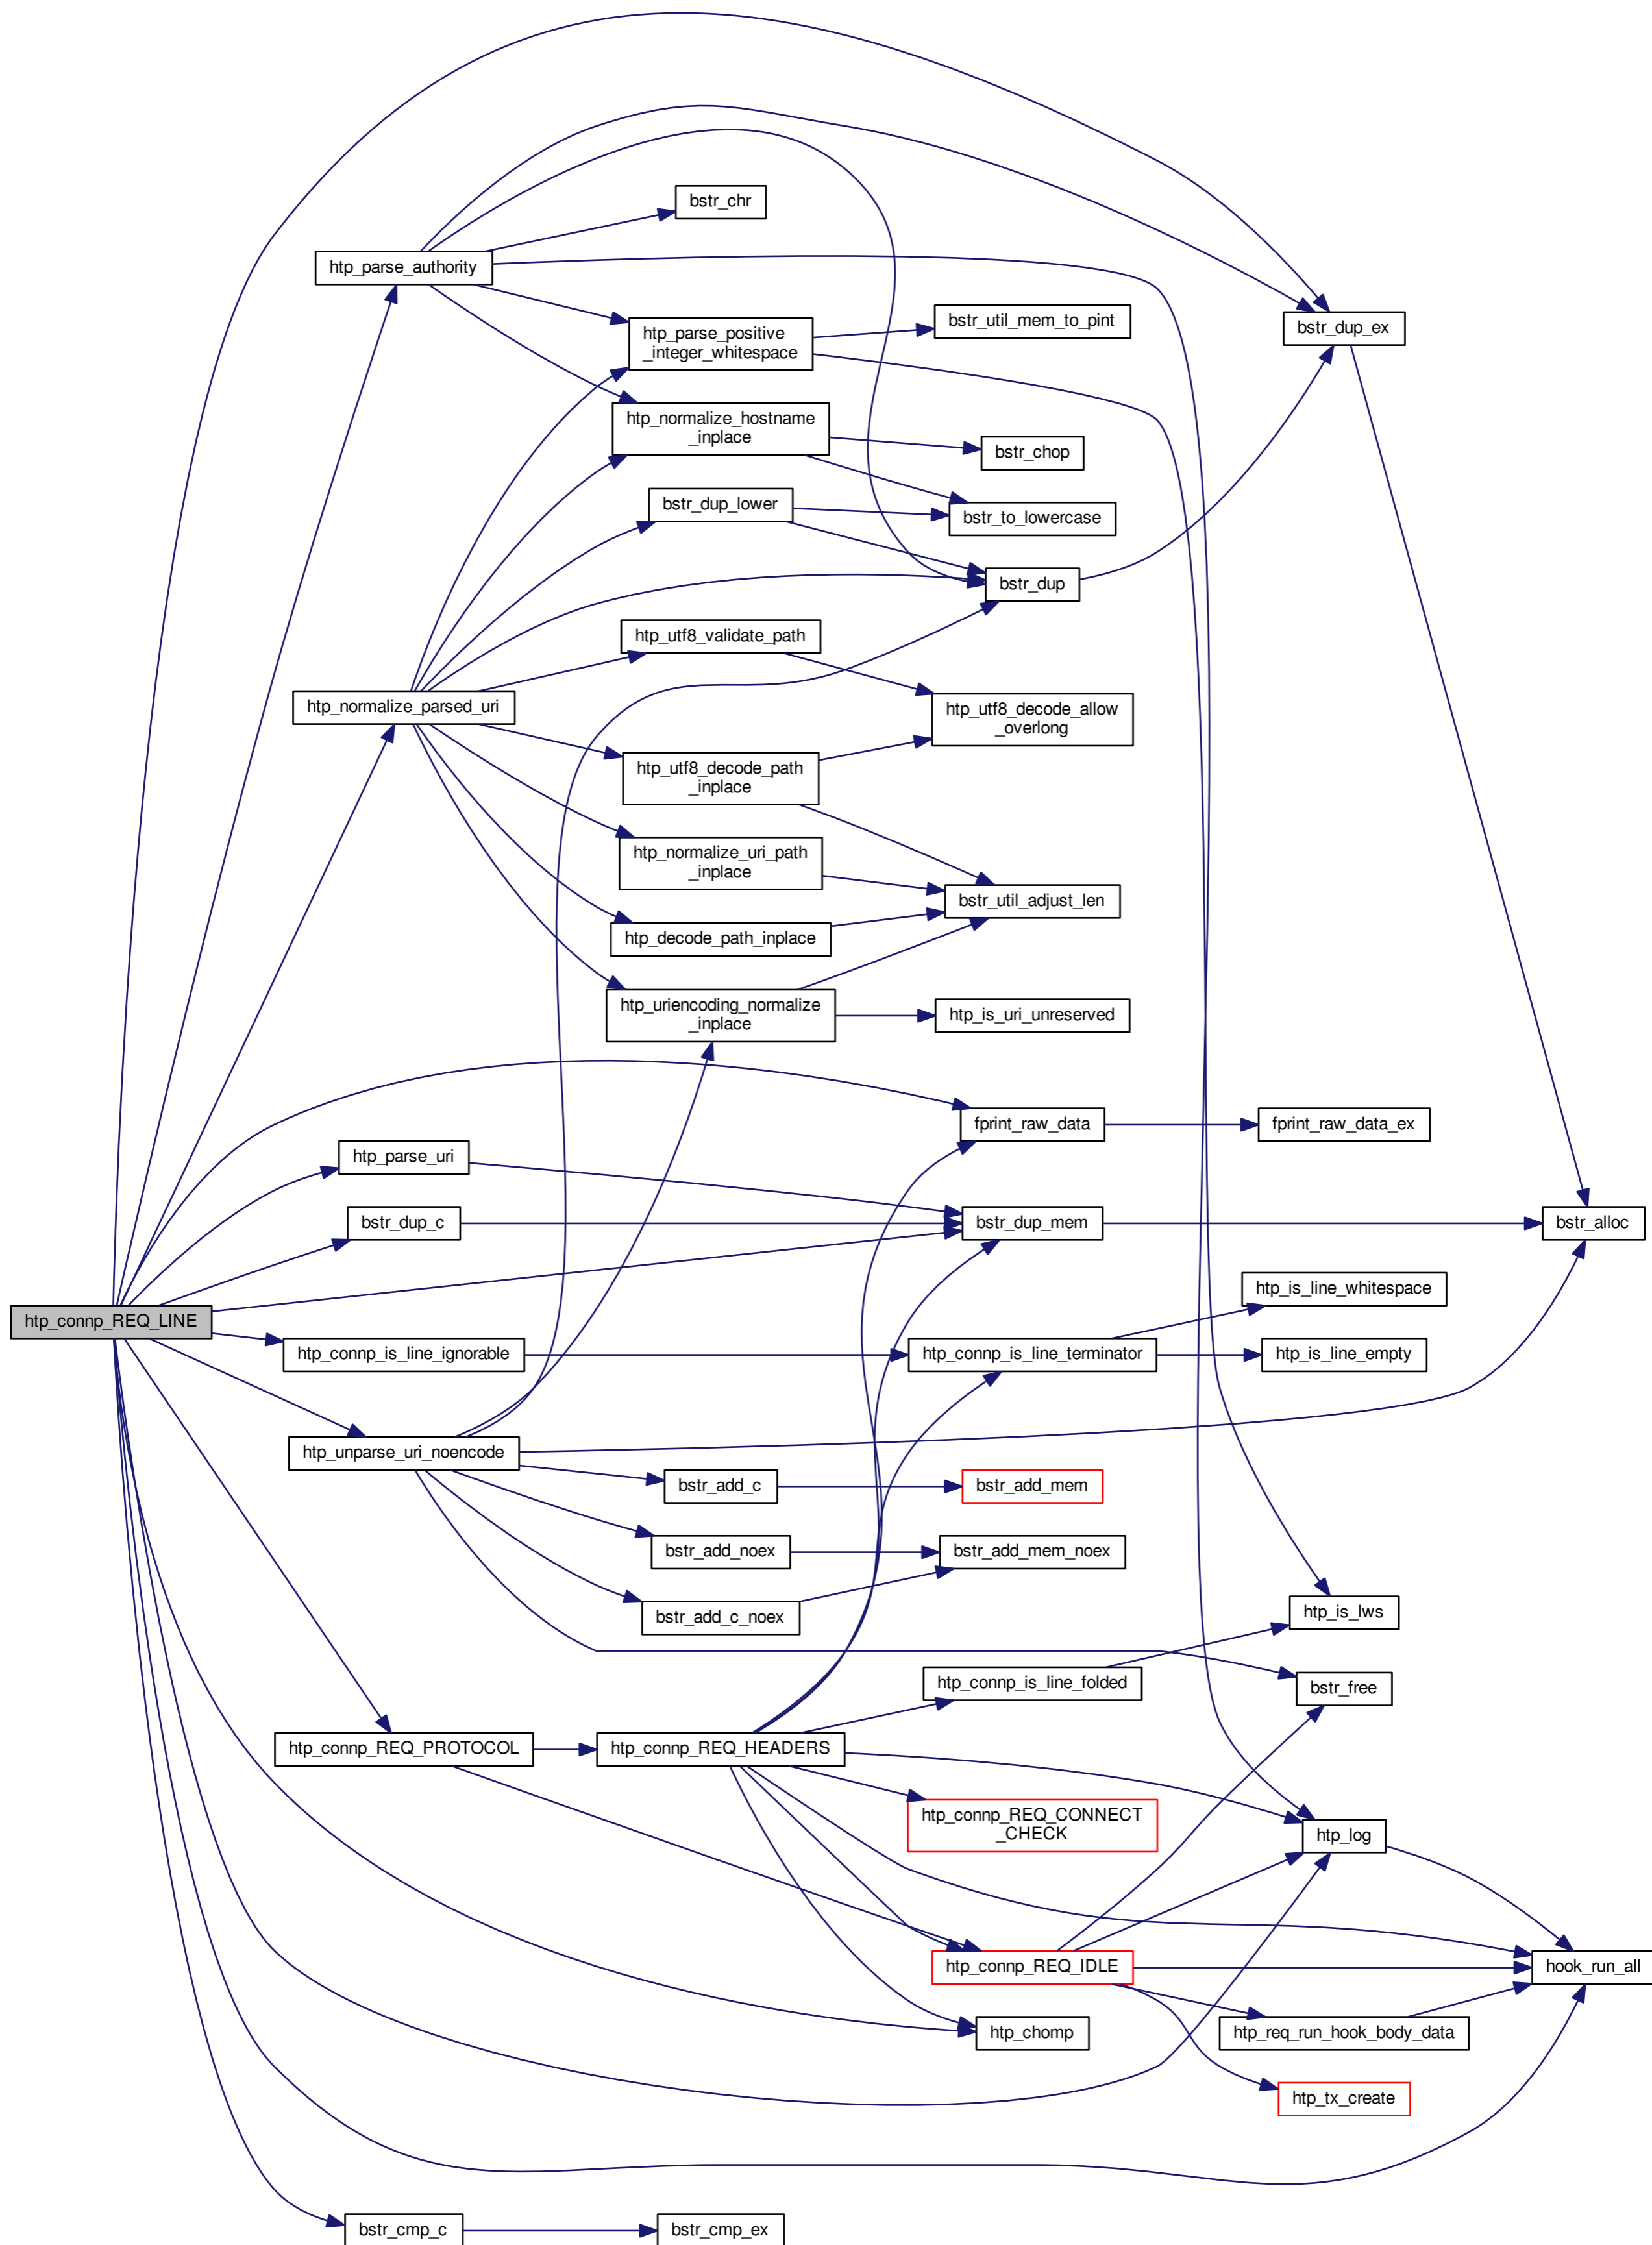 bstr_chr
htp_parse_authority
bstr_util_mem_to_pint
bstr_dup_ex
htp_parse_positive
_integer_whitespace
htp_normalize_hostname
_inplace
bstr_chop
bstr_dup_lower
bstr_to_lowercase
bstr_dup
htp_utf8_validate_path
htp_normalize_parsed_uri
htp_utf8_decode_allow
_overlong
htp_utf8_decode_path
_inplace
htp_normalize_uri_path
_inplace
bstr_util_adjust_len
htp_decode_path_inplace
htp_uriencoding_normalize
_inplace
htp_is_uri_unreserved
fprint_raw_data
fprint_raw_data_ex
htp_parse_uri
bstr_dup_c
bstr_dup_mem
bstr_alloc
htp_is_line_whitespace
htp_connp_REQ_LINE
htp_connp_is_line_ignorable
htp_connp_is_line_terminator
htp_is_line_empty
htp_unparse_uri_noencode
bstr_add_c
bstr_add_mem
bstr_add_noex
bstr_add_mem_noex
bstr_add_c_noex
htp_is_lws
htp_connp_is_line_folded
bstr_free
htp_connp_REQ_PROTOCOL
htp_connp_REQ_HEADERS
htp_connp_REQ_CONNECT
_CHECK
htp_log
htp_connp_REQ_IDLE
hook_run_all
htp_chomp
htp_req_run_hook_body_data
htp_tx_create
bstr_cmp_c
bstr_cmp_ex